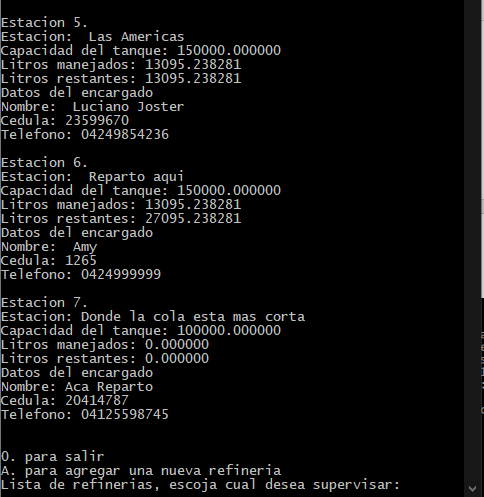 Estacion 5.
Estacion:  Las Americas
Capacidad del tanque: 150000.000000
Litros manejados: 13095.238281
Litros restantes: 13095.238281
Datos del encargado
Nombre:  Luciano Joster
Cedula: 23599670
Telefono: 04249854236
Estacion 6.
Estacion:  Reparto aqui
Capacidad del tanque: 150000.000000
Litros manejados: 13095.238281
Litros restantes: 27095.238281
Datos del encargado
Nombre:  Amy
Cedula: 1265
Telefono: 0424999999
Estacion 7.
Estacion: Donde la cola esta mas corta
Capacidad del tanque: 100000.000000
Litros manejados: 0.000000
Litros restantes: 0.000000
Datos del encargado
Nombre: Aca Reparto
Cedula: 20414787
Telefono: 04125598745
0. para salir
A. para agregar una nueva refineria
Lista de refinerias, escoja cual desea supervisar: